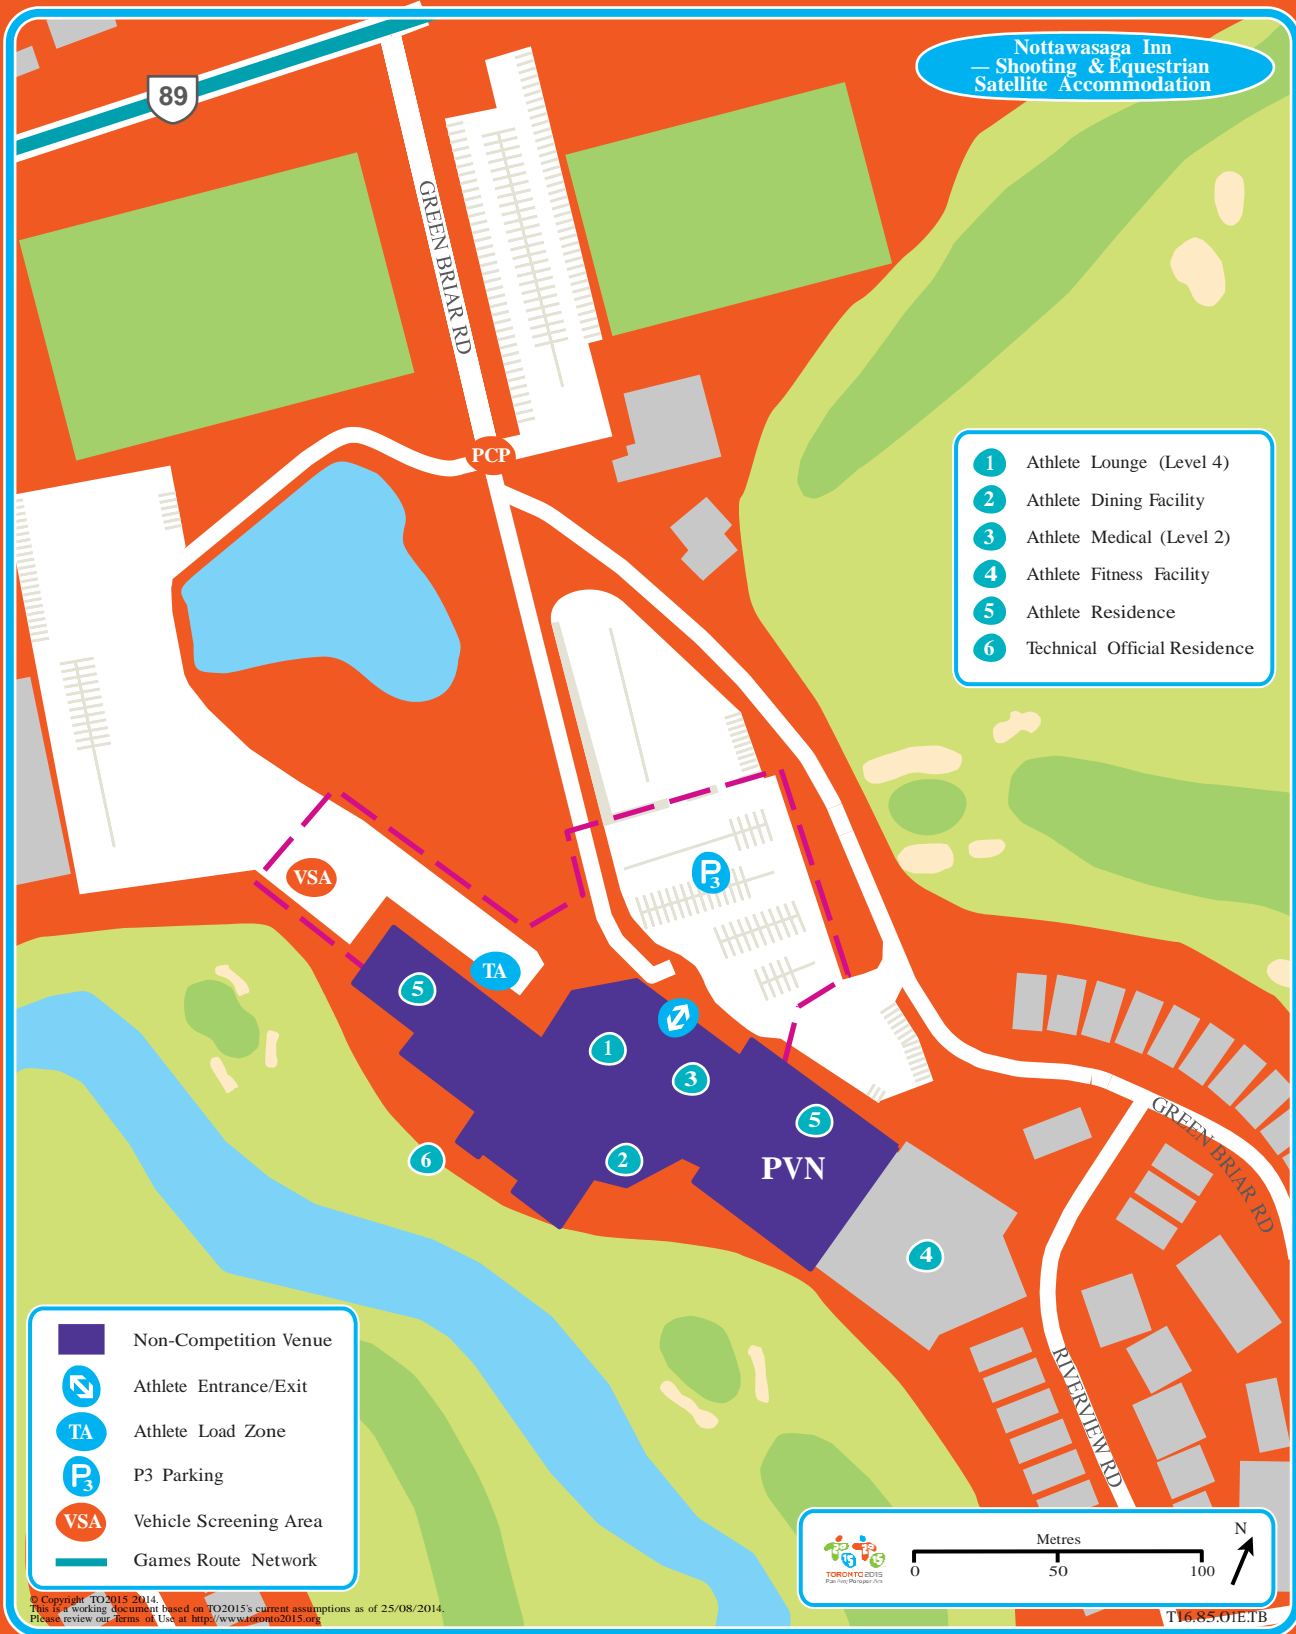 Nottawasaga Inn
— Shooting & Equestrian
Satellite Accommodation
89
GREEN BRIAR RD
PCP
1 Athlete Lounge (Level 4)
2 Athlete Dining Facility
3 Athlete Medical (Level 2)
4 Athlete Fitness Facility
5 Athlete Residence
6 Technical Official Residence
P3
VSA
TA
5
1
3
5
6
2
PVN
4
GREEN BRIAR RD
RIVERVIEW RD
Non-Competition Venue
Athlete Entrance/Exit
TA Athlete Load Zone
P3 P3 Parking
VSA Vehicle Screening Area
Games Route Network
TORONTO 2015
Pan Am/Parapan Am
Metres
0 50 100
N
© Copyright TO2015 2014.
This is a working document based on TO2015's current assumptions as of 25/08/2014.
Please review our Terms of Use at http://www.toronto2015.org
T16.85.01E.TB